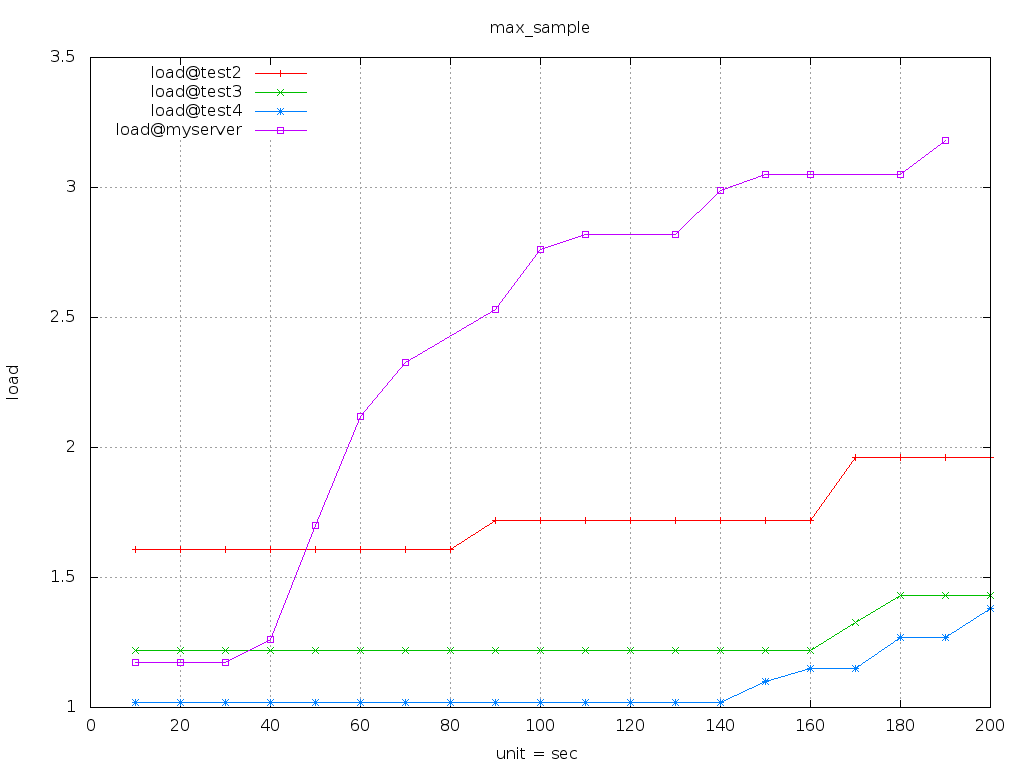 max_sample
3.5
load@test2
load@test3
load@test4
load@myserver
3
2.5
load
2
1.5
1
0 20 40 60 80 100 120 140 160 180 200
unit = sec